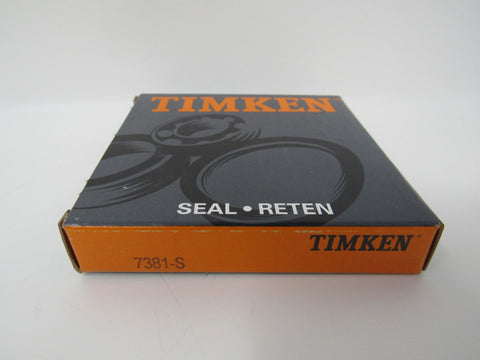 TIMKEN
SEAL • RETEN
TIMKEN
7381-S